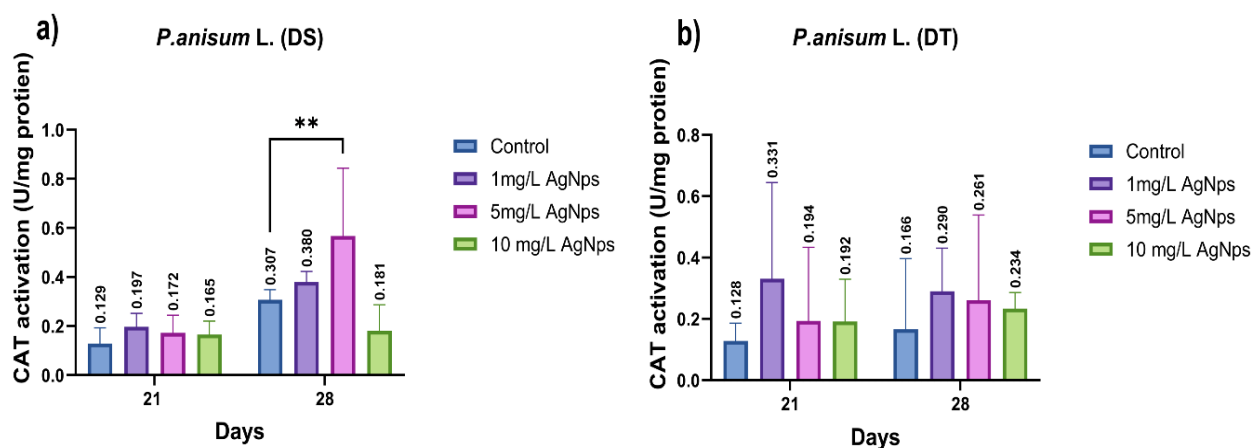 a)
P.anisum L. (DS)
CAT activation (U/mg protien)
1.0
0.8
0.6
0.4
0.2
0.0
0.129
0.197
0.172
0.165
0.307
0.380
0.181
**
21
28
Days
Control
1mg/L AgNps
5mg/L AgNps
10 mg/L AgNps
b)
P.anisum L. (DT)
CAT activation (U/mg protien)
0.8
0.6
0.4
0.2
0.0
0.128
0.331
0.194
0.192
0.166
0.290
0.261
0.234
21
28
Days
Control
1mg/L AgNps
5mg/L AgNps
10 mg/L AgNps